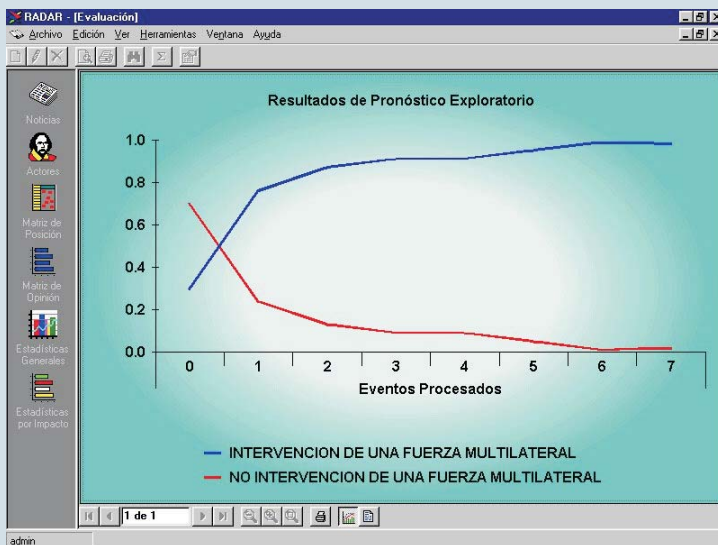 RADAR - [Evaluación]
Archivo Edición Ver Herramientas Ventana Ayuda
Noticias
Actores
Matriz de
Posición
Matriz de
Opinión
Estadísticas
Generales
Estadísticas
por Impacto
Resultados de Pronóstico Exploratorio
1.0
0.8
0.6
0.4
0.2
0.0
0 1 2 3 4 5 6 7
Eventos Procesados
INTERVENCION DE UNA FUERZA MULTILATERAL
NO INTERVENCION DE UNA FUERZA MULTILATERAL
1 de 1
admin